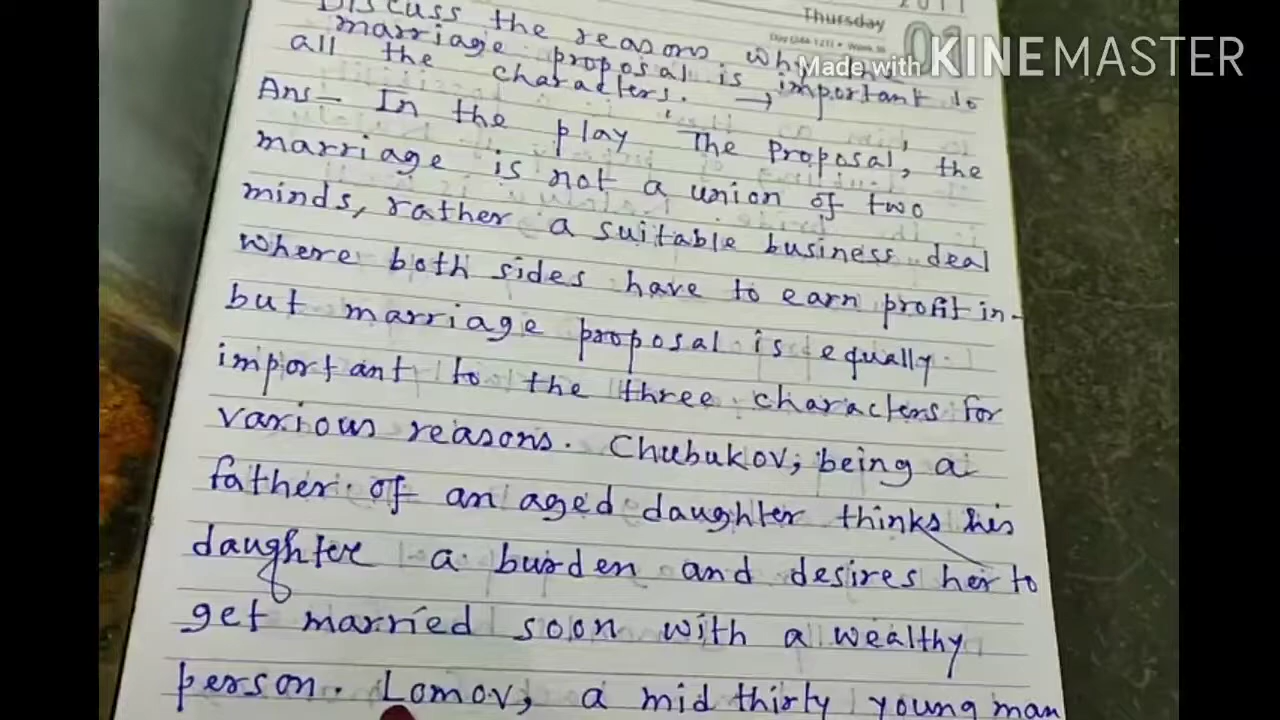 Discuss the reasons why the
marriage proposal is important to
all the characters. →
Ans- In the play The Proposal, the
marriage is not a union of two
minds, rather a suitable business deal
where both sides have to earn profit in-
but marriage proposal is equally
important to the three characters for
various reasons. Chubukov, being a
father of an aged daughter thinks his
daughter a burden and desires her to
get married soon with a wealthy
person. Lomov, a mid thirty young man
2011
Thursday
Made with KINEMASTER